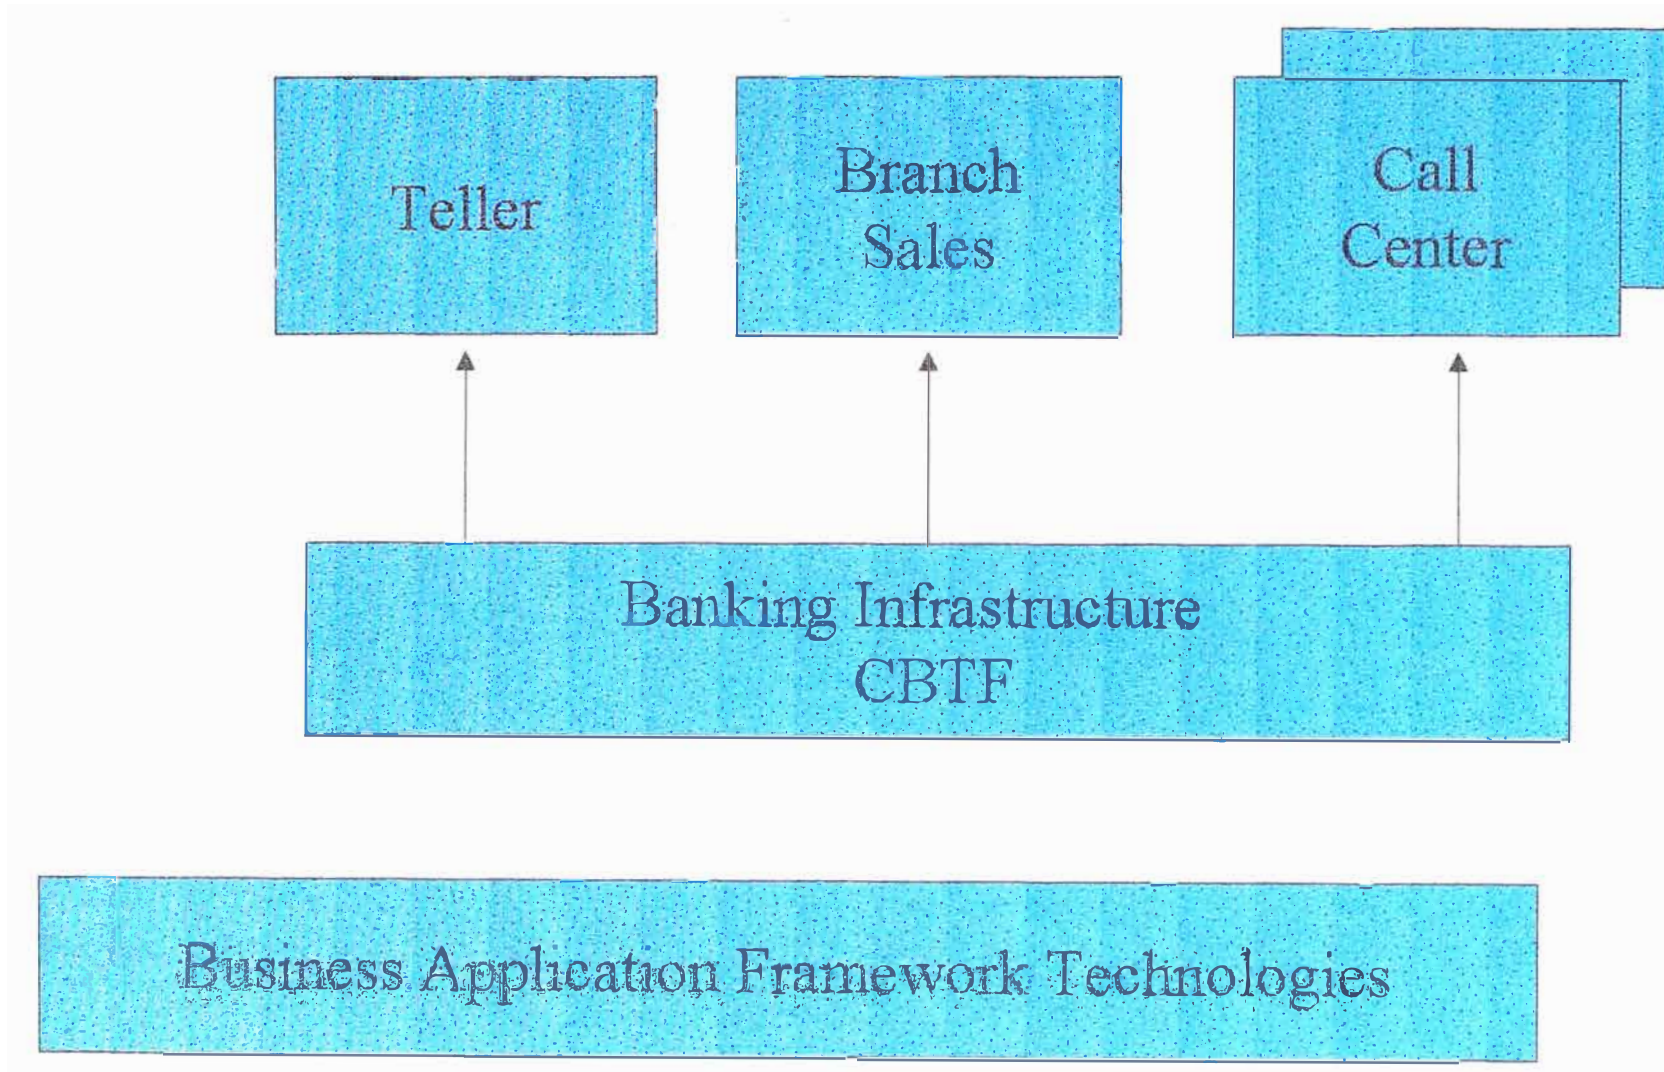 Teller
Branch
Sales
Call
Center
Banking Infrastructure
CBTF
Business Application Framework Technologies